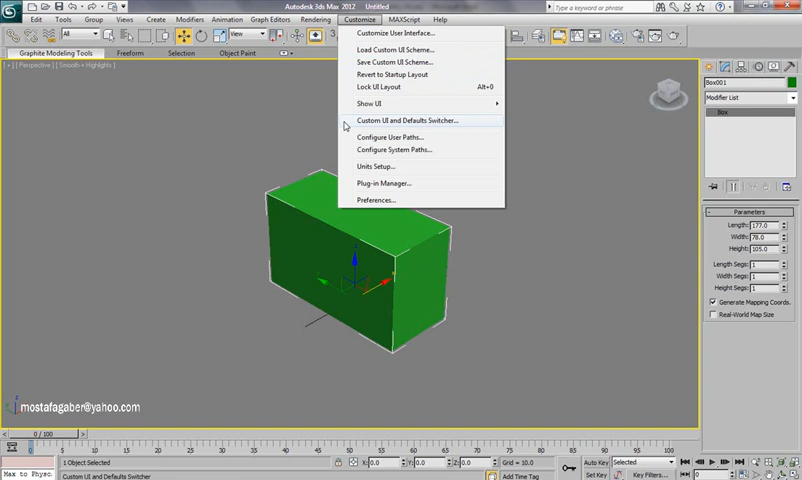 Autodesk 3ds Max 2012 Untitled
Tools Group Views Create Modifiers Animation Graph Editors Rendering Customize MAXScript Help
All
View
3
Graphite Modeling Tools Freeform Selection Object Paint
[ + ] [ Perspective ] [ Smooth + Highlights ]
Customize User Interface...
Load Custom UI Scheme...
Save Custom UI Scheme...
Revert to Startup Layout
Lock UI Layout Alt+0
Show UI
Custom UI and Defaults Switcher...
Configure User Paths...
Configure System Paths...
Units Setup...
Plug-in Manager...
Preferences...
Box001
Modifier List
Box
Parameters
Length: 177.0
Width: 78.0
Height: 105.0
Length Segs: 1
Width Segs: 1
Height Segs: 1
Generate Mapping Coords.
Real-World Map Size
mostafagaber@yahoo.com
0 / 100
0 5 10 15 20 25 30 35 40 45 50 55 60 65 70 75 80 85 90 95 100
1 Object Selected X: 0.0 Y: 0.0 Z: 0.0 Grid = 10.0 Auto Key Selected
Max to Physc. Custom UI and Defaults Switcher Add Time Tag Set Key Key Filters... 0